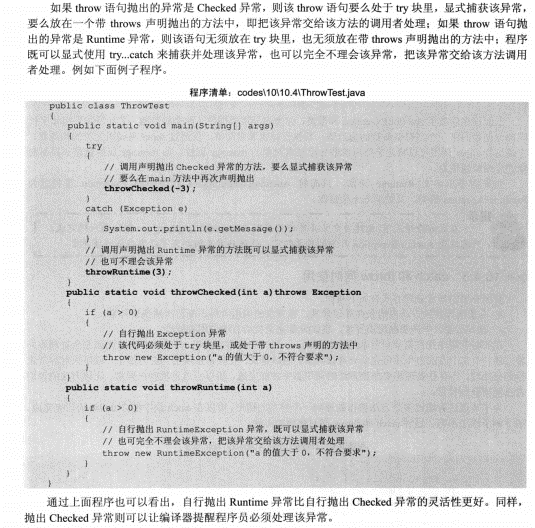 如果 throw 语句抛出的异常是 Checked 异常，则该 throw 语句要么处于 try 块里，显式捕获该异常，
要么放在一个带 throws 声明抛出的方法中，即把该异常交给该方法的调用者处理；如果 throw 语句抛
出的异常是 Runtime 异常，则该语句无须放在 try 块里，也无须放在带 throws 声明抛出的方法中；程序
既可以显式使用 try...catch 来捕获并处理该异常，也可以完全不理会该异常，把该异常交给该方法调用
者处理。例如下面例子程序。
程序清单：codes\10\10.4\ThrowTest.java
public class ThrowTest
{
public static void main(String[] args)
{
try
{
// 调用声明抛出 Checked 异常的方法，要么显式捕获该异常
// 要么在 main 方法中再次声明抛出
throwChecked(-3);
}
catch (Exception e)
{
System.out.println(e.getMessage());
}
// 调用声明抛出 Runtime 异常的方法既可以显式捕获该异常
// 也可不理会该异常
throwRuntime(3);
}
public static void throwChecked(int a)throws Exception
{
if (a > 0)
{
// 自行抛出 Exception 异常
// 该代码必须处于 try 块里，或处于带 throws 声明的方法中
throw new Exception("a 的值大于 0，不符合要求");
}
}
public static void throwRuntime(int a)
{
if (a > 0)
{
// 自行抛出 RuntimeException 异常，既可以显式捕获该异常
// 也可完全不理会该异常，把该异常交给该方法调用者处理
throw new RuntimeException("a 的值大于 0，不符合要求");
}
}
}
通过上面程序也可以看出，自行抛出 Runtime 异常比自行抛出 Checked 异常的灵活性更好。同样，
抛出 Checked 异常则可以让编译器提醒程序员必须处理该异常。